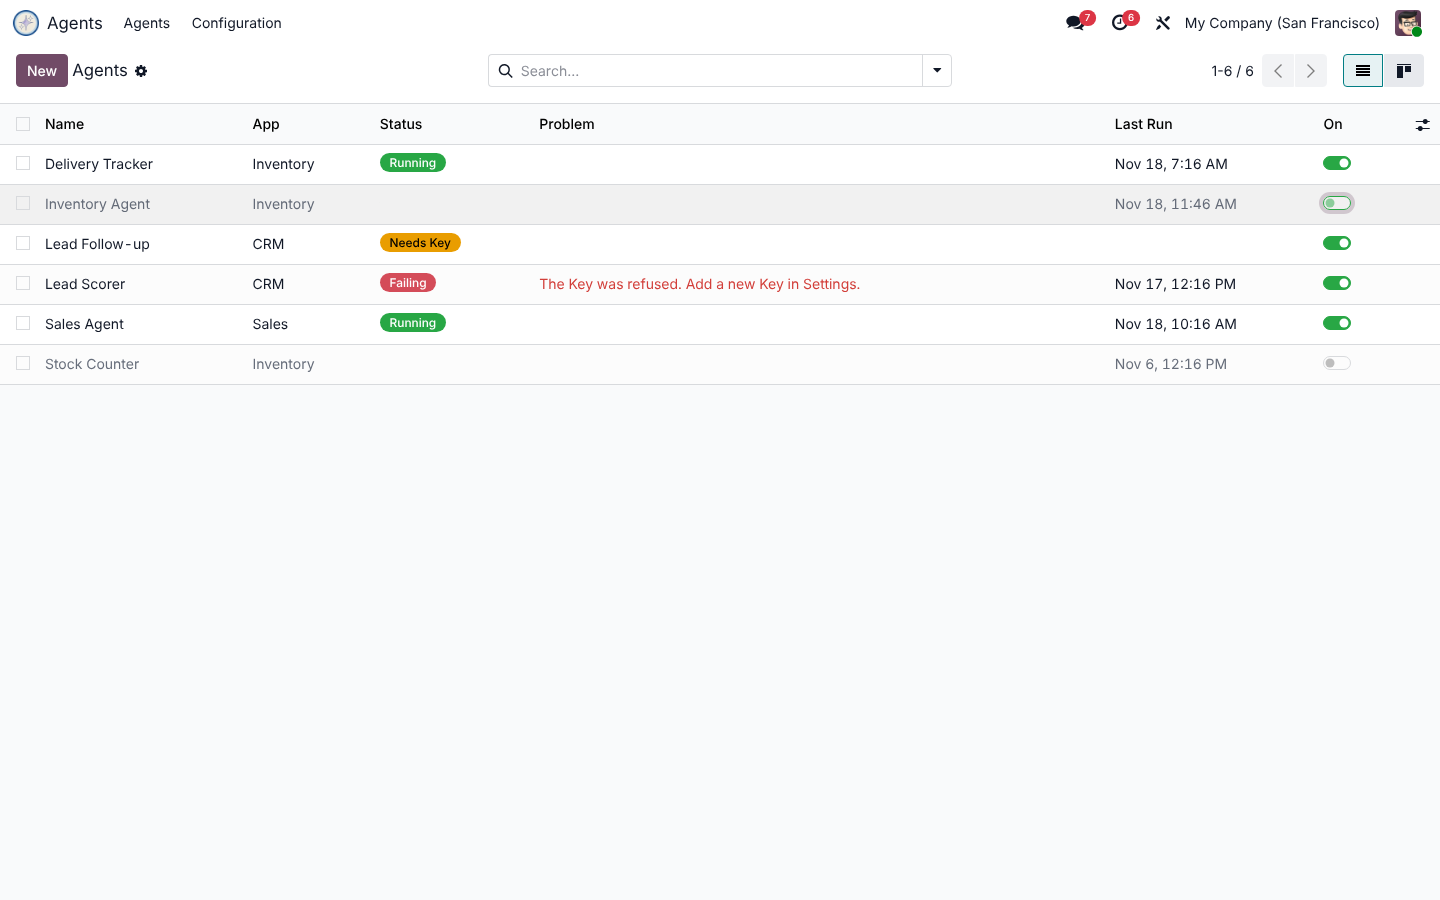 Agents Agents Configuration 7 6 My Company (San Francisco)
New Agents Search... 1-6 / 6
Name App Status Problem Last Run On
Delivery Tracker Inventory Running Nov 18, 7:16 AM
Inventory Agent Inventory Nov 18, 11:46 AM
Lead Follow-up CRM Needs Key
Lead Scorer CRM Failing The Key was refused. Add a new Key in Settings. Nov 17, 12:16 PM
Sales Agent Sales Running Nov 18, 10:16 AM
Stock Counter Inventory Nov 6, 12:16 PM